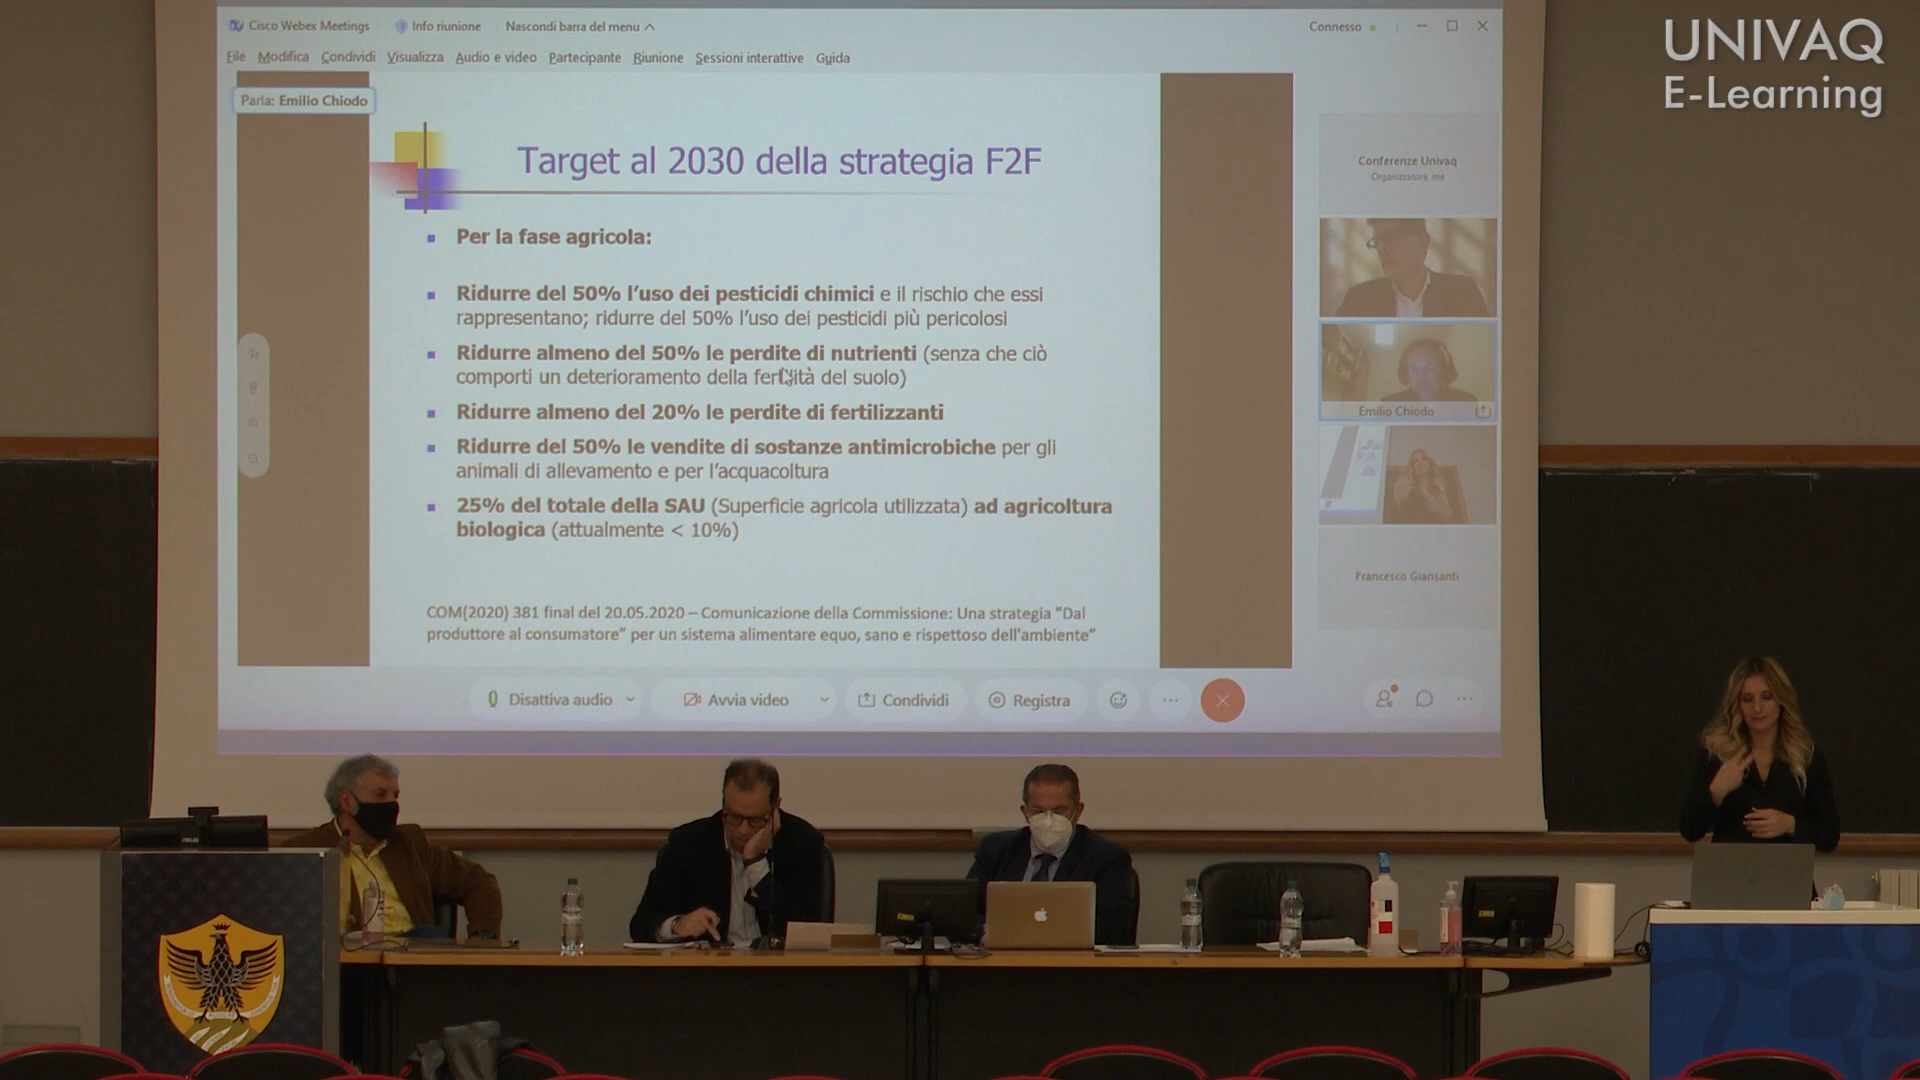 UNIVAQ
E-Learning
Cisco Webex Meetings
Info riunione
Nascondi barra del menu
Connesso
File Modifica Condividi Visualizza Audio e video Partecipante Riunione Sessioni interattive Guida
Parla: Emilio Chiodo
Target al 2030 della strategia F2F
Per la fase agricola:
Ridurre del 50% l'uso dei pesticidi chimici e il rischio che essi
rappresentano; ridurre del 50% l'uso dei pesticidi più pericolosi
Ridurre almeno del 50% le perdite di nutrienti (senza che ciò
comporti un deterioramento della fertilità del suolo)
Ridurre almeno del 20% le perdite di fertilizzanti
Ridurre del 50% le vendite di sostanze antimicrobiche per gli
animali di allevamento e per l'acquacoltura
25% del totale della SAU (Superficie agricola utilizzata) ad agricoltura
biologica (attualmente < 10%)
COM(2020) 381 final del 20.05.2020 – Comunicazione della Commissione: Una strategia "Dal
produttore al consumatore" per un sistema alimentare equo, sano e rispettoso dell'ambiente"
Conferenze Univaq
Organizzatore, me
Emilio Chiodo
Francesco Giansanti
Disattiva audio
Avvia video
Condividi
Registra